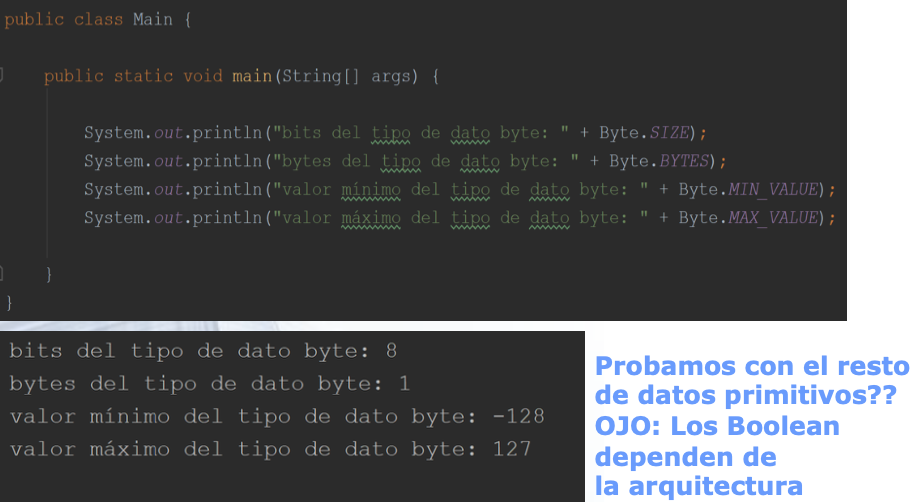 public class Main {
public static void main(String[] args) {
System.out.println("bits del tipo de dato byte: " + Byte.SIZE);
System.out.println("bytes del tipo de dato byte: " + Byte.BYTES);
System.out.println("valor mínimo del tipo de dato byte: " + Byte.MIN_VALUE);
System.out.println("valor máximo del tipo de dato byte: " + Byte.MAX_VALUE);
}
}
bits del tipo de dato byte: 8
bytes del tipo de dato byte: 1
valor mínimo del tipo de dato byte: -128
valor máximo del tipo de dato byte: 127
Probamos con el resto
de datos primitivos??
OJO: Los Boolean
dependen de
la arquitectura